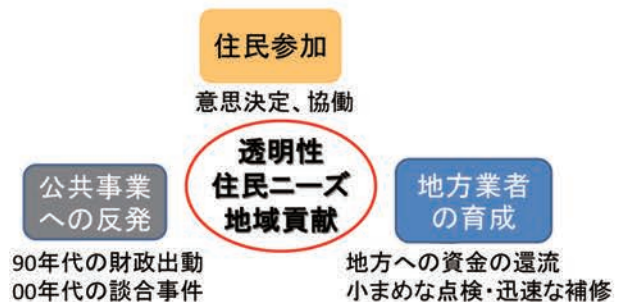 住民参加
意思決定、協働
透明性
住民ニーズ
地域貢献
公共事業
への反発
90年代の財政出動
00年代の談合事件
地方業者
の育成
地方への資金の還流
小まめな点検・迅速な補修